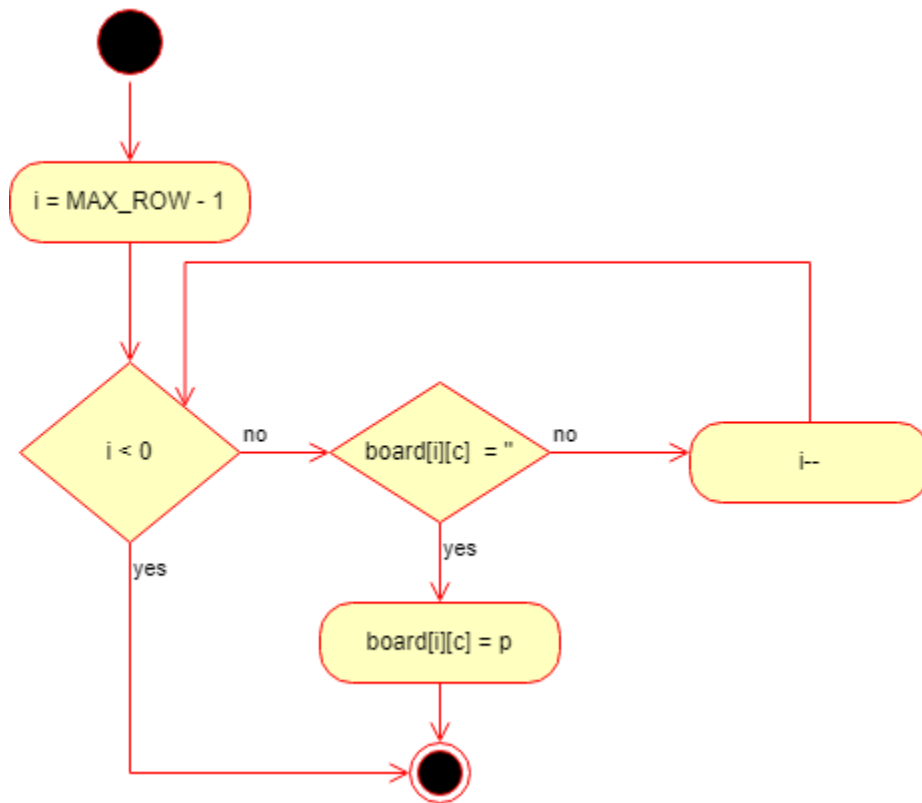 i = MAX_ROW - 1
i < 0
no
board[i][c]  = ''
no
i--
yes
yes
board[i][c] = p